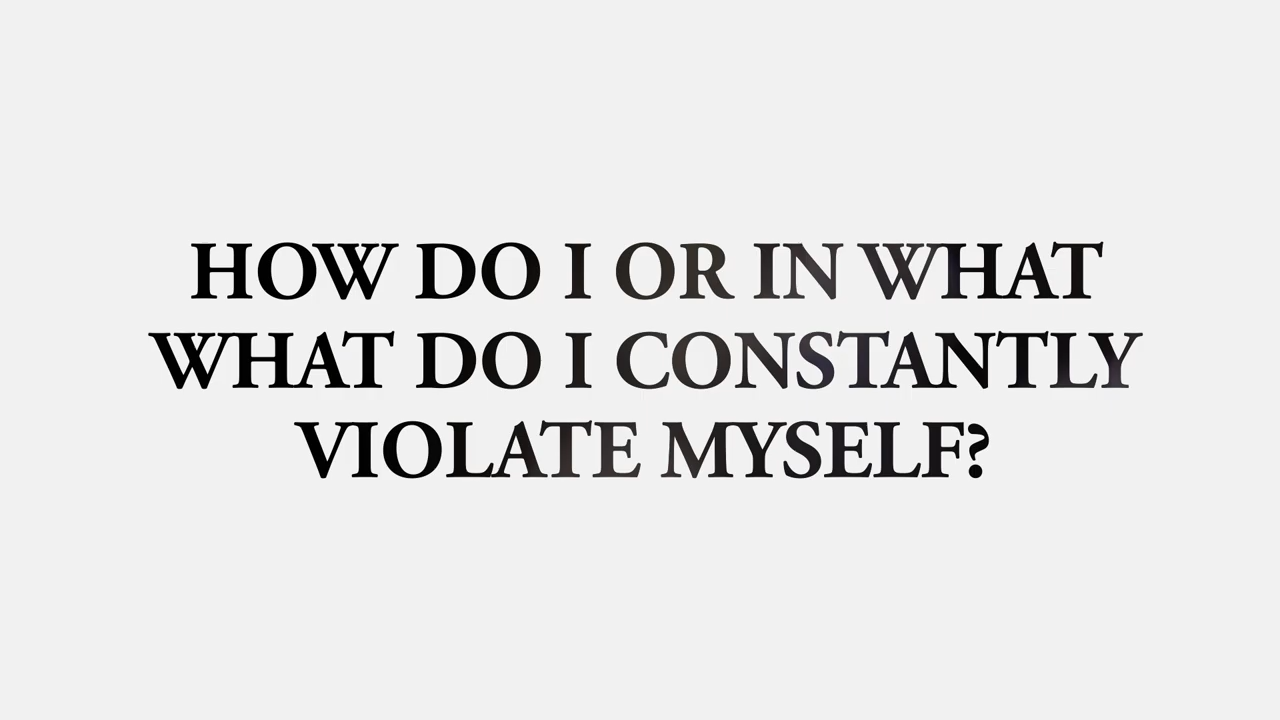 HOW DO I OR IN WHAT
WHAT DO I CONSTANTLY
VIOLATE MYSELF?